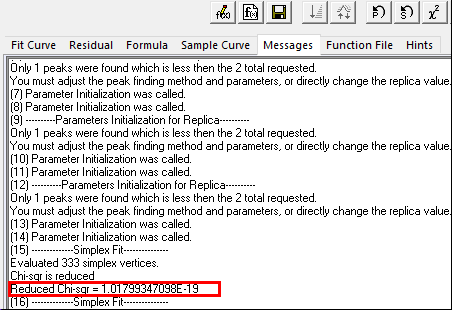 Fit Curve Residual Formula Sample Curve Messages Function File Hints
Only 1 peaks were found which is less then the 2 total requested.
You must adjust the peak finding method and parameters, or directly change the replica value.
(7) Parameter Initialization was called.
(8) Parameter Initialization was called.
(9) ----------Parameters Initialization for Replica----------
Only 1 peaks were found which is less then the 2 total requested.
You must adjust the peak finding method and parameters, or directly change the replica value.
(10) Parameter Initialization was called.
(11) Parameter Initialization was called.
(12) ----------Parameters Initialization for Replica----------
Only 1 peaks were found which is less then the 2 total requested.
You must adjust the peak finding method and parameters, or directly change the replica value.
(13) Parameter Initialization was called.
(14) Parameter Initialization was called.
(15) --------------Simplex Fit---------------
Evaluated 333 simplex vertices.
Chi-sqr is reduced
Reduced Chi-sqr = 1.01799347098E-19
(16) --------------Simplex Fit---------------